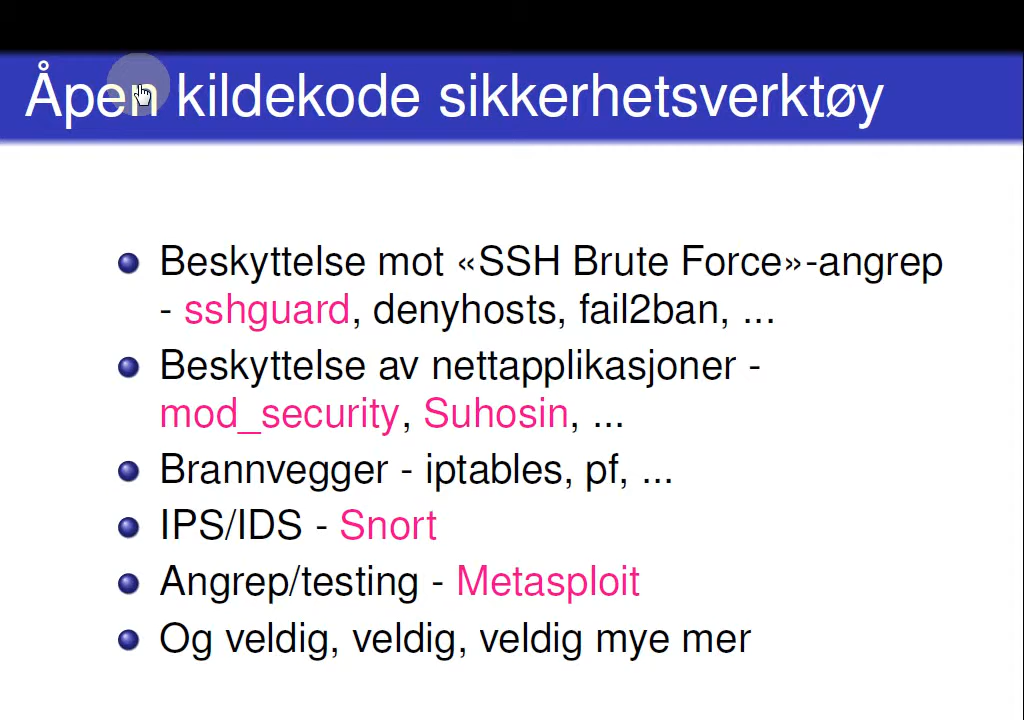 Åpen kildekode sikkerhetsverktøy
Beskyttelse mot «SSH Brute Force»-angrep
- sshguard, denyhosts, fail2ban, ...
Beskyttelse av nettapplikasjoner -
mod_security, Suhosin, ...
Brannvegger - iptables, pf, ...
IPS/IDS - Snort
Angrep/testing - Metasploit
Og veldig, veldig, veldig mye mer